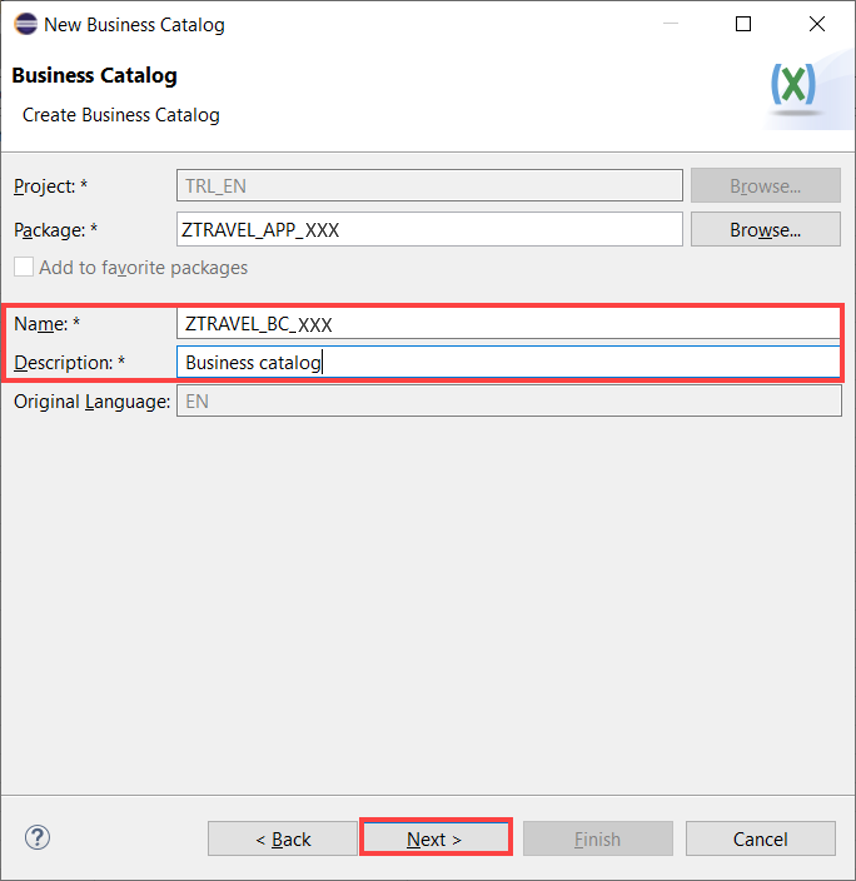 New Business Catalog
Business Catalog
Create Business Catalog
(X)
Project: * TRL_EN Browse...
Package: * ZTRAVEL_APP_XXX Browse...
Add to favorite packages
Name: * ZTRAVEL_BC_XXX
Description: * Business catalog
Original Language: EN
? < Back Next > Finish Cancel